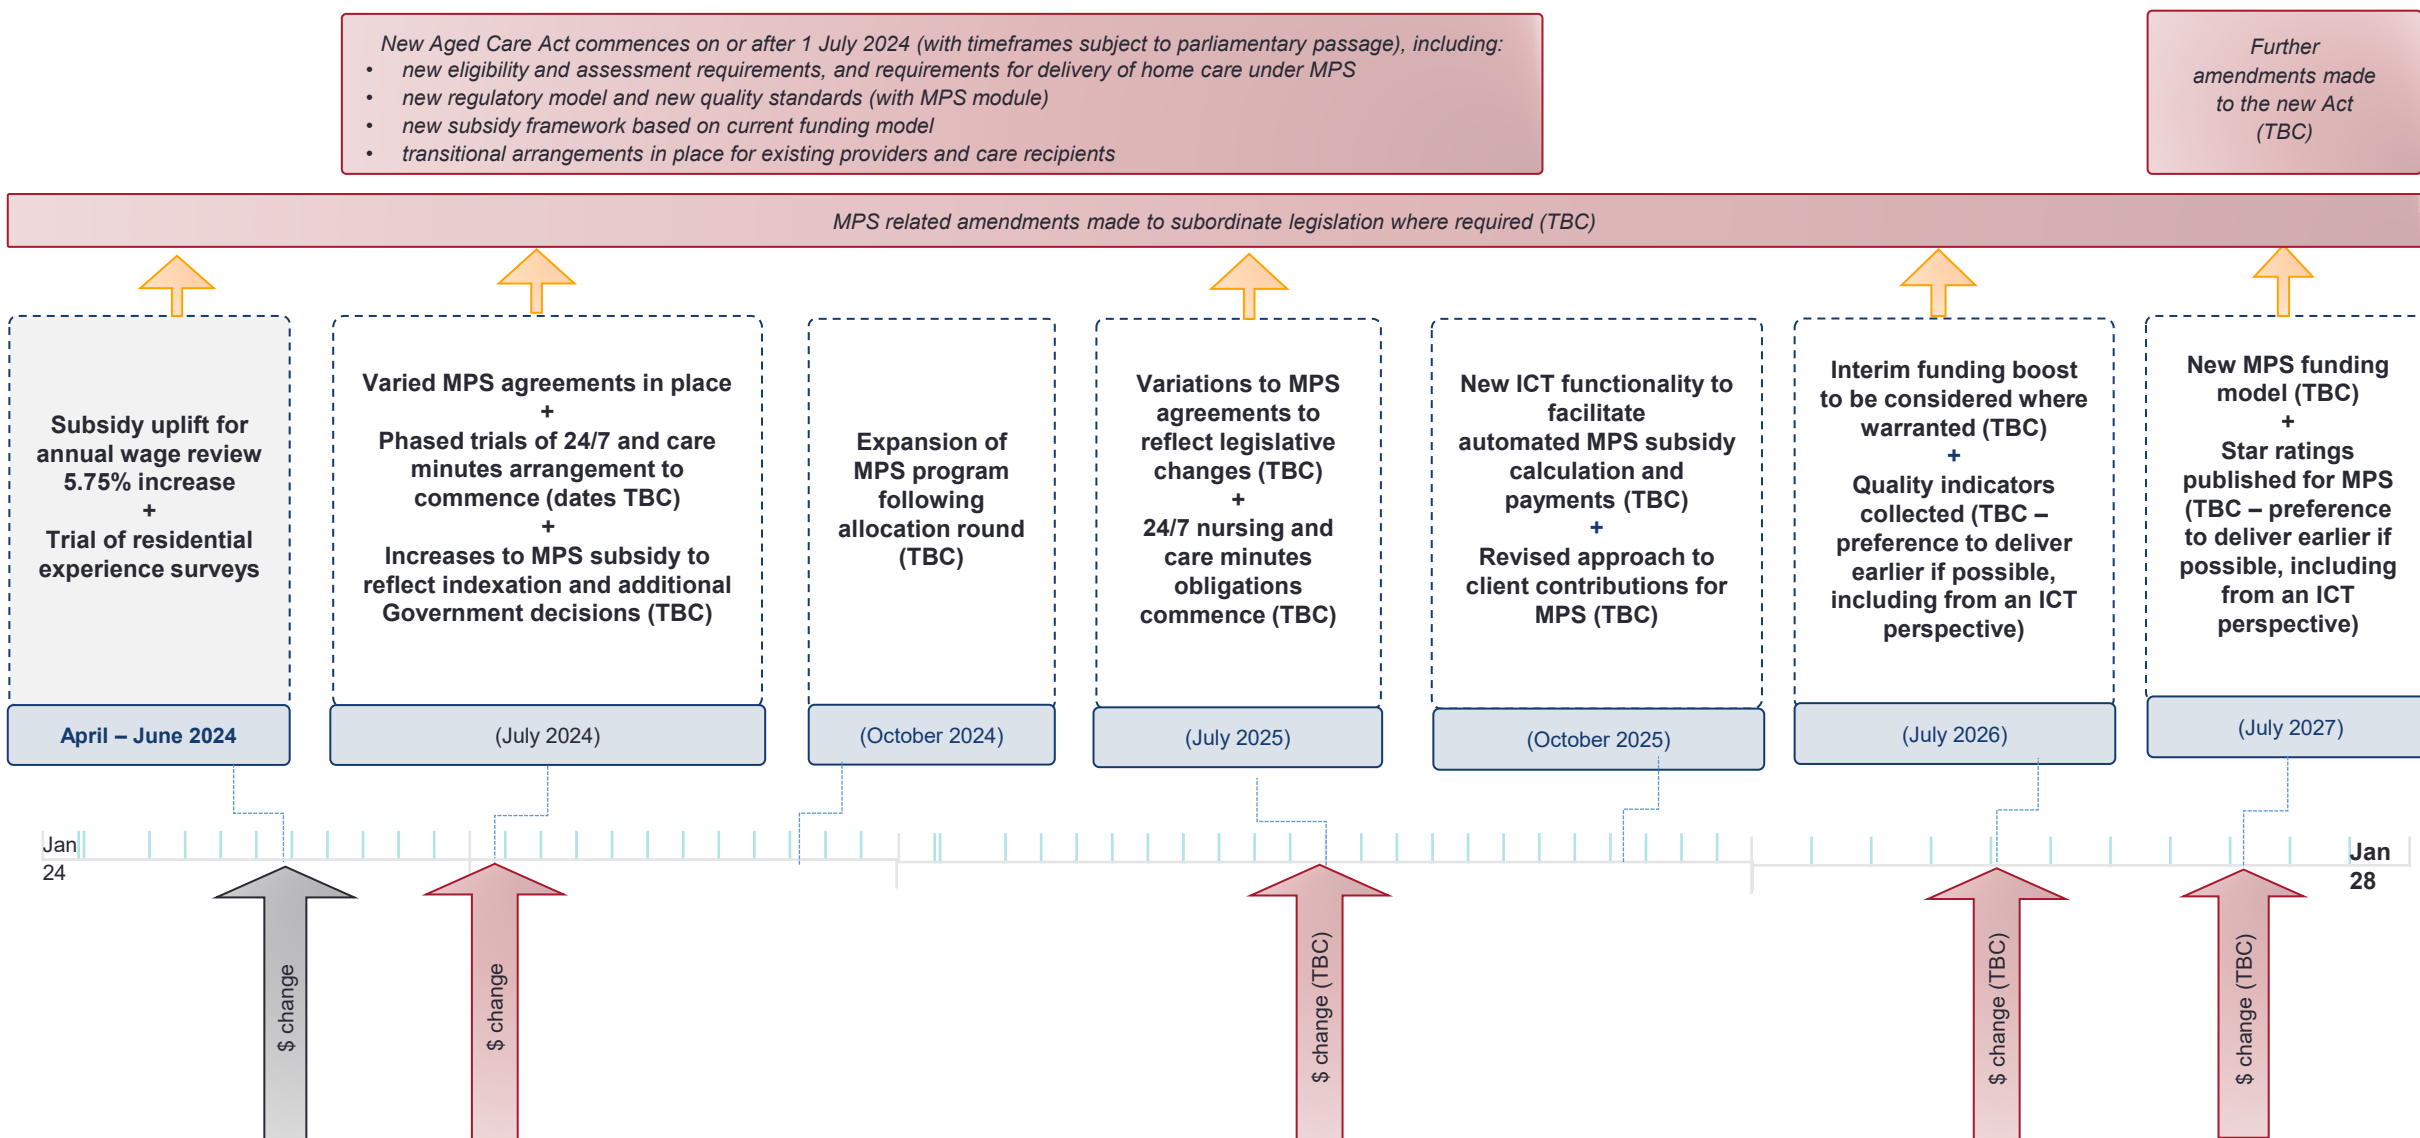 New Aged Care Act commences on or after 1 July 2024 (with timeframes subject to parliamentary passage), including:
• new eligibility and assessment requirements, and requirements for delivery of home care under MPS
• new regulatory model and new quality standards (with MPS module)
• new subsidy framework based on current funding model
• transitional arrangements in place for existing providers and care recipients
Further
amendments made
to the new Act
(TBC)
MPS related amendments made to subordinate legislation where required (TBC)
Subsidy uplift for
annual wage review
5.75% increase
+
Trial of residential
experience surveys
April – June 2024
Varied MPS agreements in place
+
Phased trials of 24/7 and care
minutes arrangement to
commence (dates TBC)
+
Increases to MPS subsidy to
reflect indexation and additional
Government decisions (TBC)
(July 2024)
Expansion of
MPS program
following
allocation round
(TBC)
(October 2024)
Variations to MPS
agreements to
reflect legislative
changes (TBC)
+
24/7 nursing and
care minutes
obligations
commence (TBC)
(July 2025)
New ICT functionality to
facilitate
automated MPS subsidy
calculation and
payments (TBC)
+
Revised approach to
client contributions for
MPS (TBC)
(October 2025)
Interim funding boost
to be considered where
warranted (TBC)
+
Quality indicators
collected (TBC –
preference to deliver
earlier if possible,
including from an ICT
perspective)
(July 2026)
New MPS funding
model (TBC)
+
Star ratings
published for MPS
(TBC – preference
to deliver earlier if
possible, including
from an ICT
perspective)
(July 2027)
Jan
24
Jan
28
$ change
$ change
$ change (TBC)
$ change (TBC)
$ change (TBC)